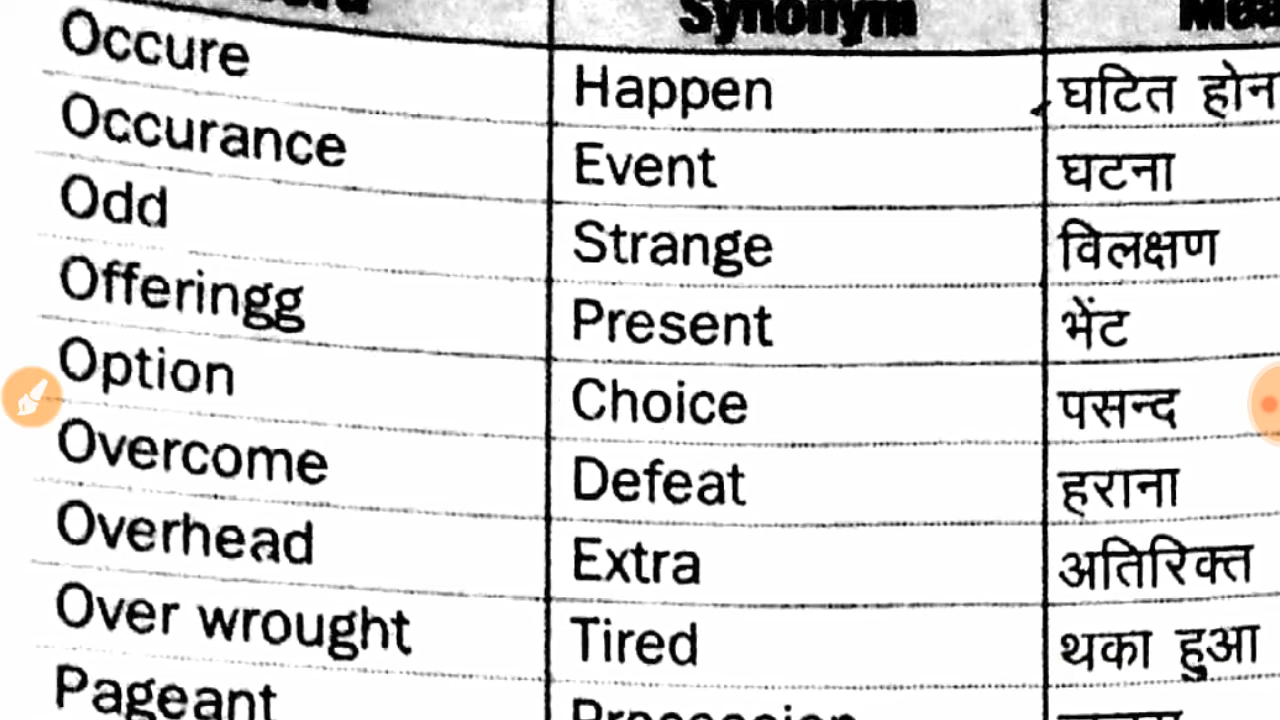 Synonym
Occure Happen घटित होन
Occurance Event घटना
Odd Strange विलक्षण
Offeringg Present भेंट
Option Choice पसन्द
Overcome Defeat हराना
Overhead Extra अतिरिक्त
Over wrought Tired थका हुआ
Pageant Procession